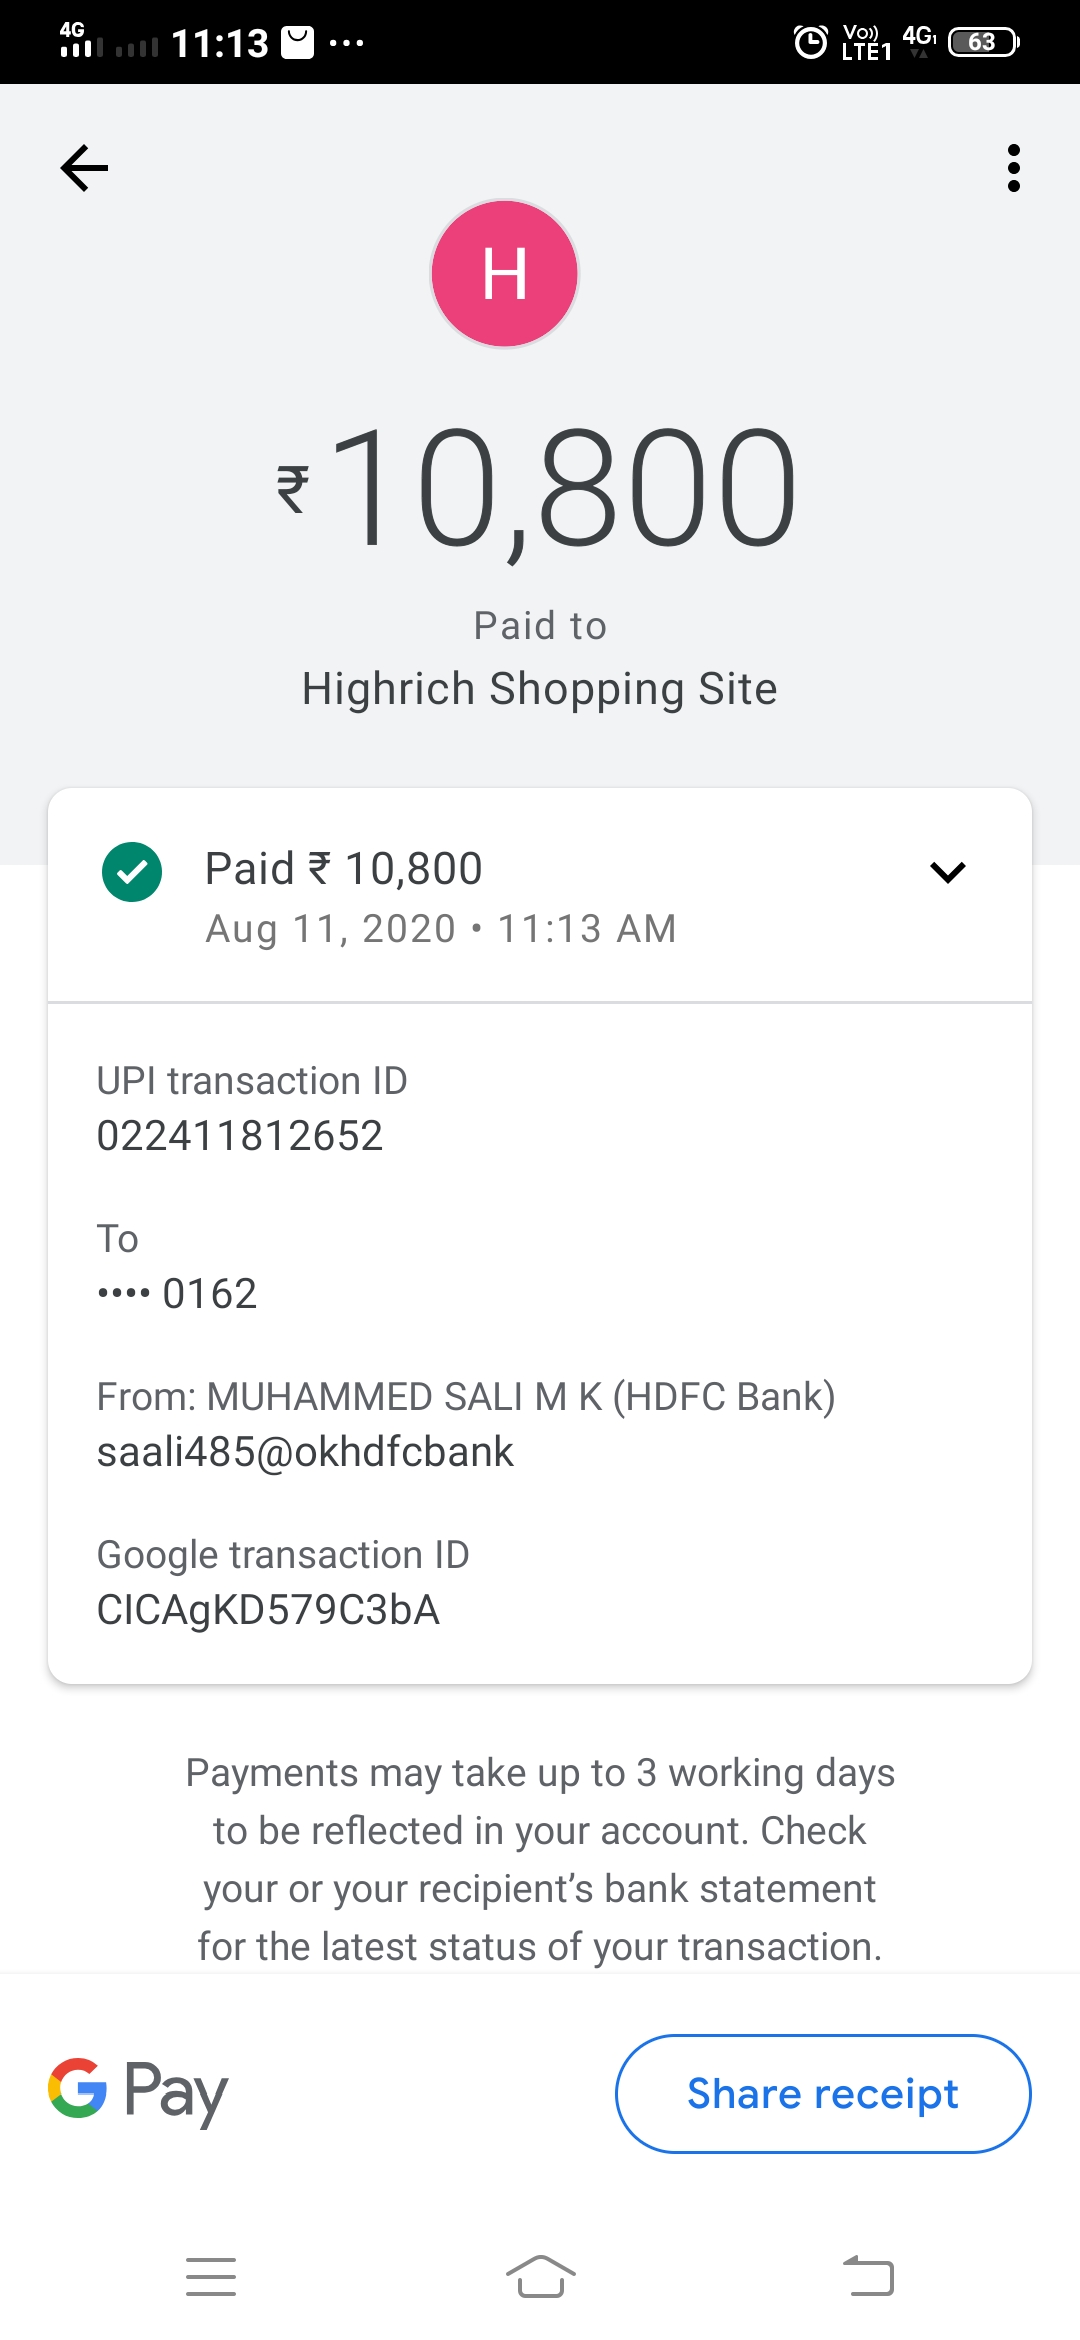 4G 11:13 ... Vo)) LTE1 4G1 63
H
₹10,800
Paid to
Highrich Shopping Site
Paid ₹ 10,800
Aug 11, 2020 • 11:13 AM
UPI transaction ID
022411812652
To
•••• 0162
From: MUHAMMED SALI M K (HDFC Bank)
saali485@okhdfcbank
Google transaction ID
CICAgKD579C3bA
Payments may take up to 3 working days
to be reflected in your account. Check
your or your recipient’s bank statement
for the latest status of your transaction.
G Pay
Share receipt